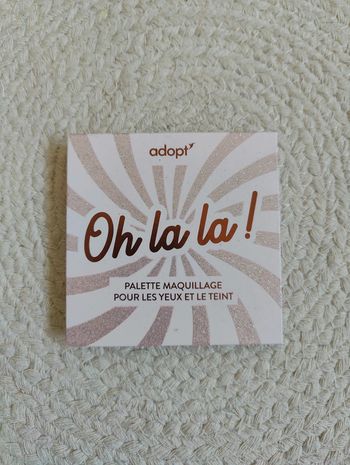 adopt'
Oh la la !
PALETTE MAQUILLAGE
POUR LES YEUX ET LE TEINT